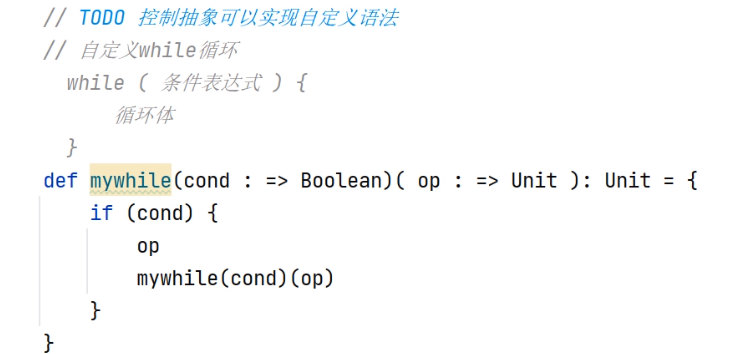 // TODO 控制抽象可以实现自定义语法
// 自定义while循环
while ( 条件表达式 ) {
循环体
}
def mywhile(cond : => Boolean)( op : => Unit ): Unit = {
if (cond) {
op
mywhile(cond)(op)
}
}